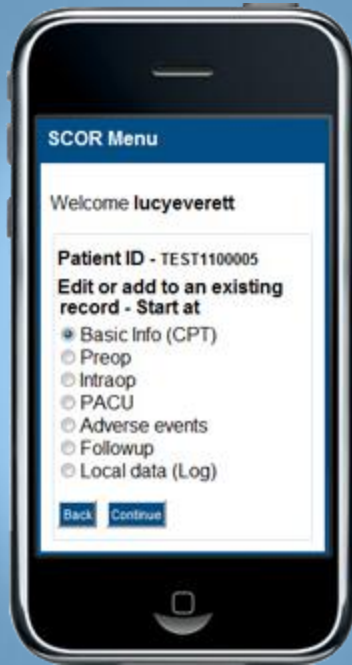 SCOR Menu
Welcome lucyeverett
Patient ID - TEST1100005
Edit or add to an existing
record - Start at
Basic Info (CPT)
Preop
Intraop
PACU
Adverse events
Followup
Local data (Log)
Back Continue